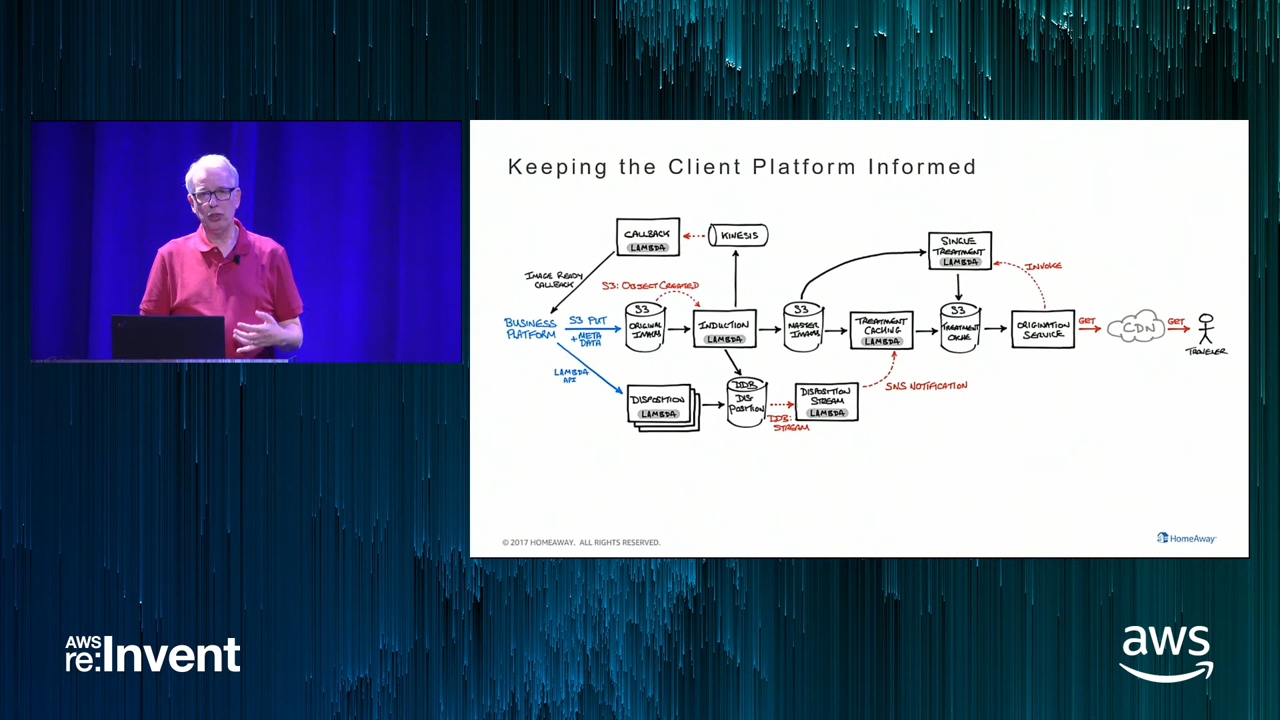 Keeping the Client Platform Informed
CALLBACK
LAMBDA
KINESIS
SINGLE
TREATMENT
LAMBDA
IMAGE READY
CALLBACK
S3: OBJECT CREATED
INVOKE
BUSINESS
PLATFORM
S3 PUT
+ META
DATA
S3
ORIGINAL
IMAGES
INDUCTION
LAMBDA
S3
MASTER
IMAGES
TREATMENT
CACHING
LAMBDA
S3
TREATMENT
CACHE
ORIGINATION
SERVICE
GET
CDN
GET
TRAVELER
LAMBDA
API
DISPOSITION
LAMBDA
DDB
DIS-
POSITION
DDB:
STREAM
DISPOSITION
STREAM
LAMBDA
SNS NOTIFICATION
© 2017 HOMEAWAY. ALL RIGHTS RESERVED.
HomeAway
AWS
re:Invent
aws